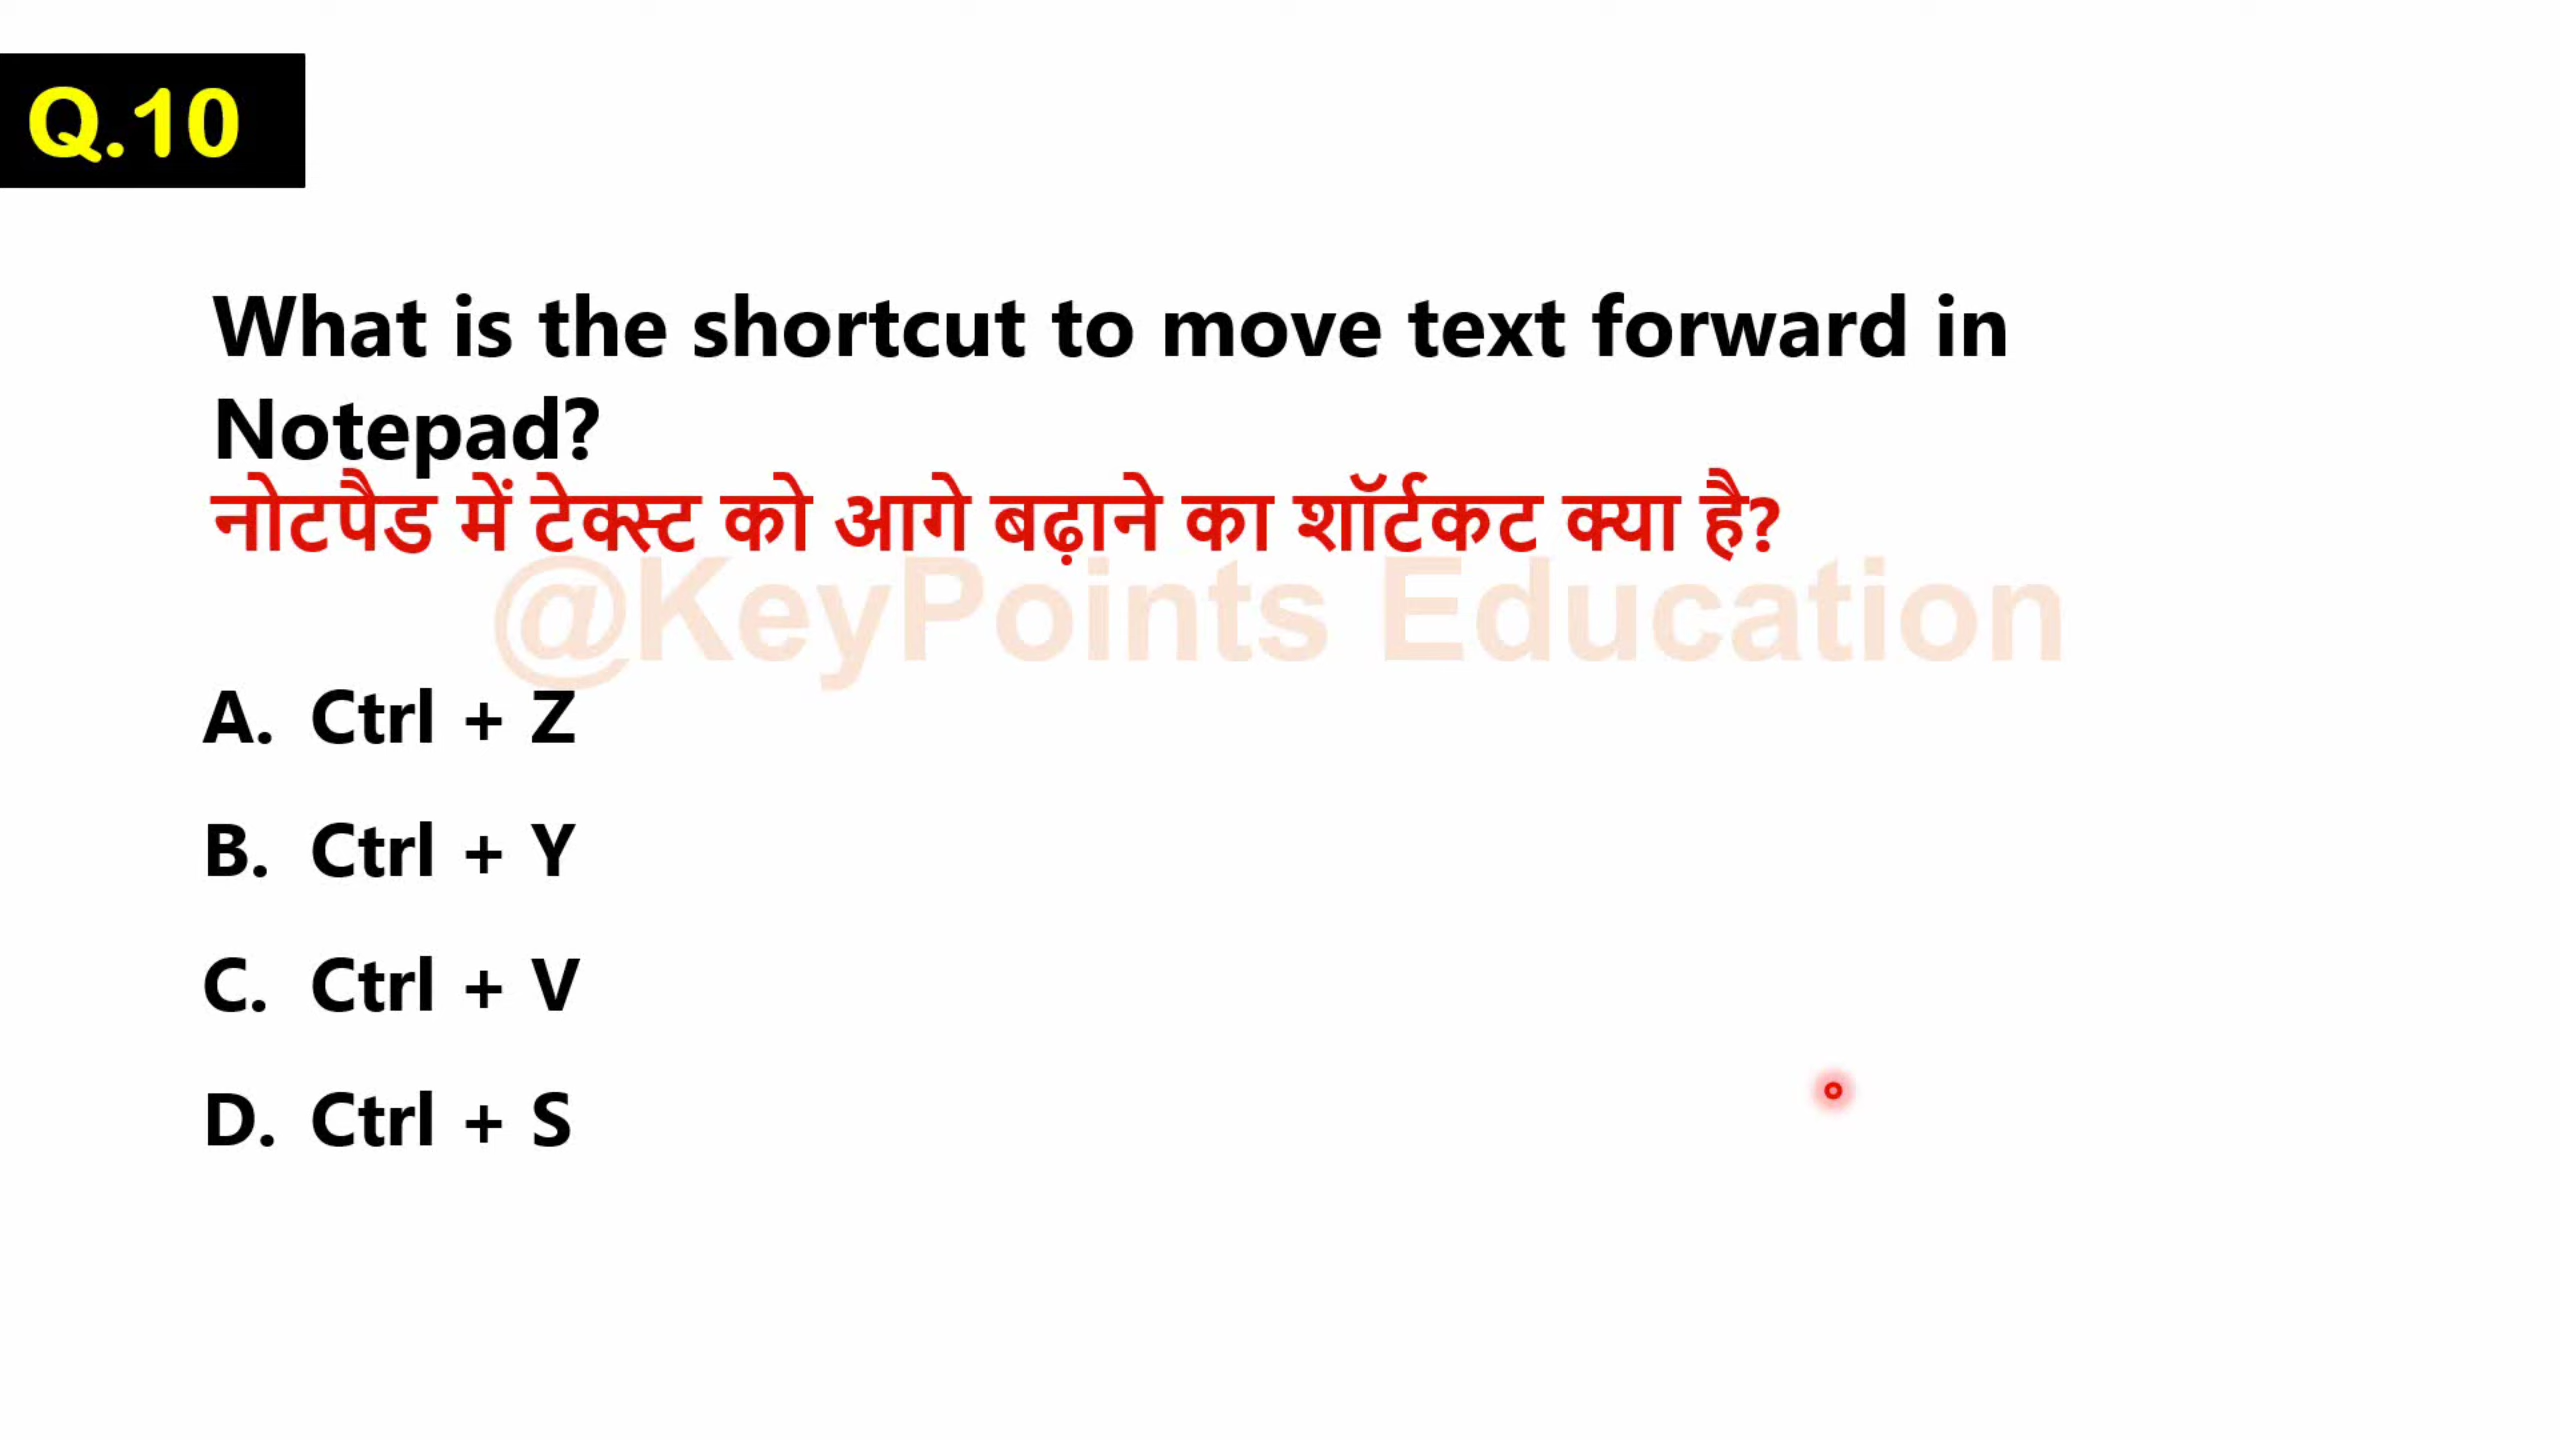 Q.10
What is the shortcut to move text forward in
Notepad?
नोटपैड में टेक्स्ट को आगे बढ़ाने का शॉर्टकट क्या है?
@KeyPoints Education
A. Ctrl + Z
B. Ctrl + Y
C. Ctrl + V
D. Ctrl + S